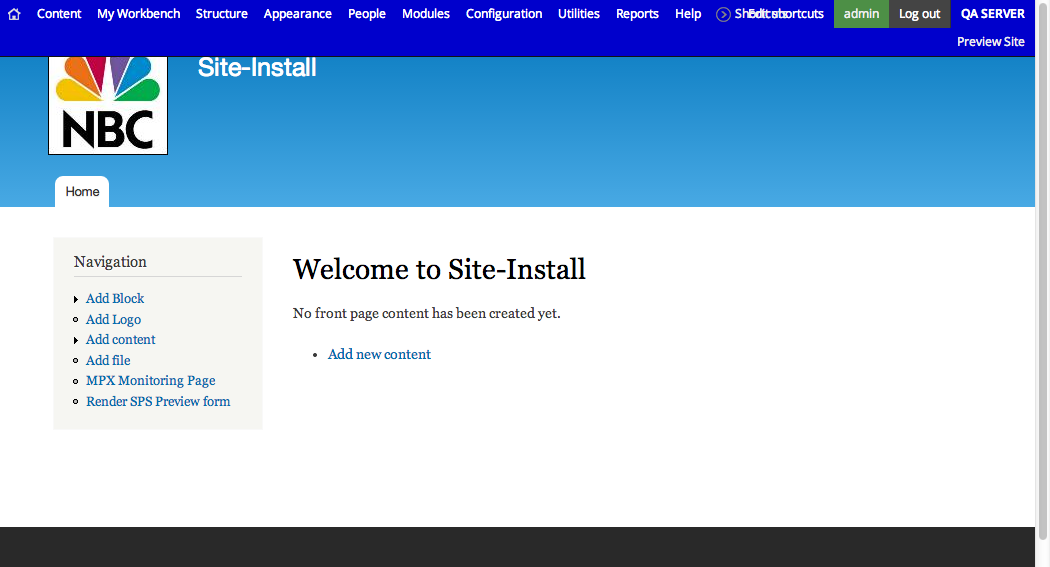 Content My Workbench Structure Appearance People Modules Configuration Utilities Reports Help Shortcuts Edit shortcuts admin Log out QA SERVER
Preview Site
Site-Install
NBC
Home
Navigation
Add Block
Add Logo
Add content
Add file
MPX Monitoring Page
Render SPS Preview form
Welcome to Site-Install
No front page content has been created yet.
Add new content